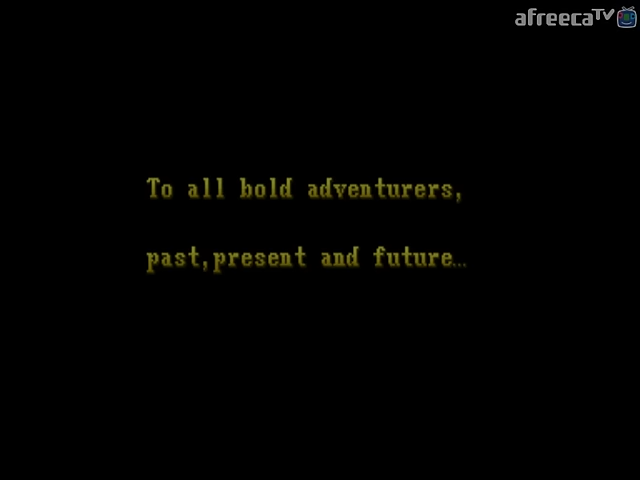 afreecaTV
To all bold adventurers,
past,present and future...